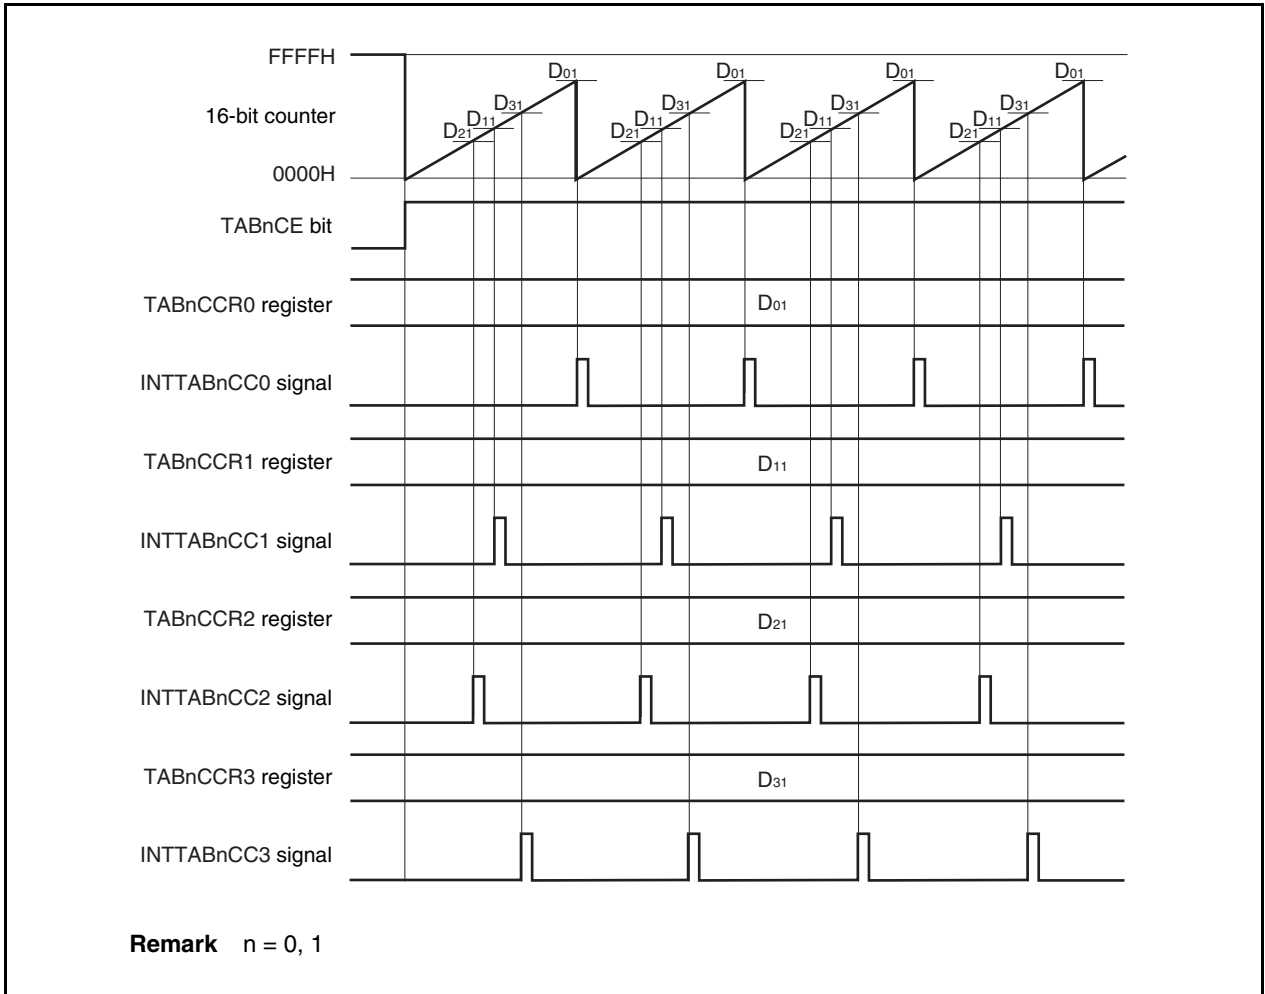 FFFFH
D01 D01 D01 D01
16-bit counter
D31 D31 D31 D31
D11 D11 D11 D11
D21 D21 D21 D21
0000H
TABnCE bit
TABnCCR0 register D01
INTTABnCC0 signal
TABnCCR1 register D11
INTTABnCC1 signal
TABnCCR2 register D21
INTTABnCC2 signal
TABnCCR3 register D31
INTTABnCC3 signal
Remark n = 0, 1